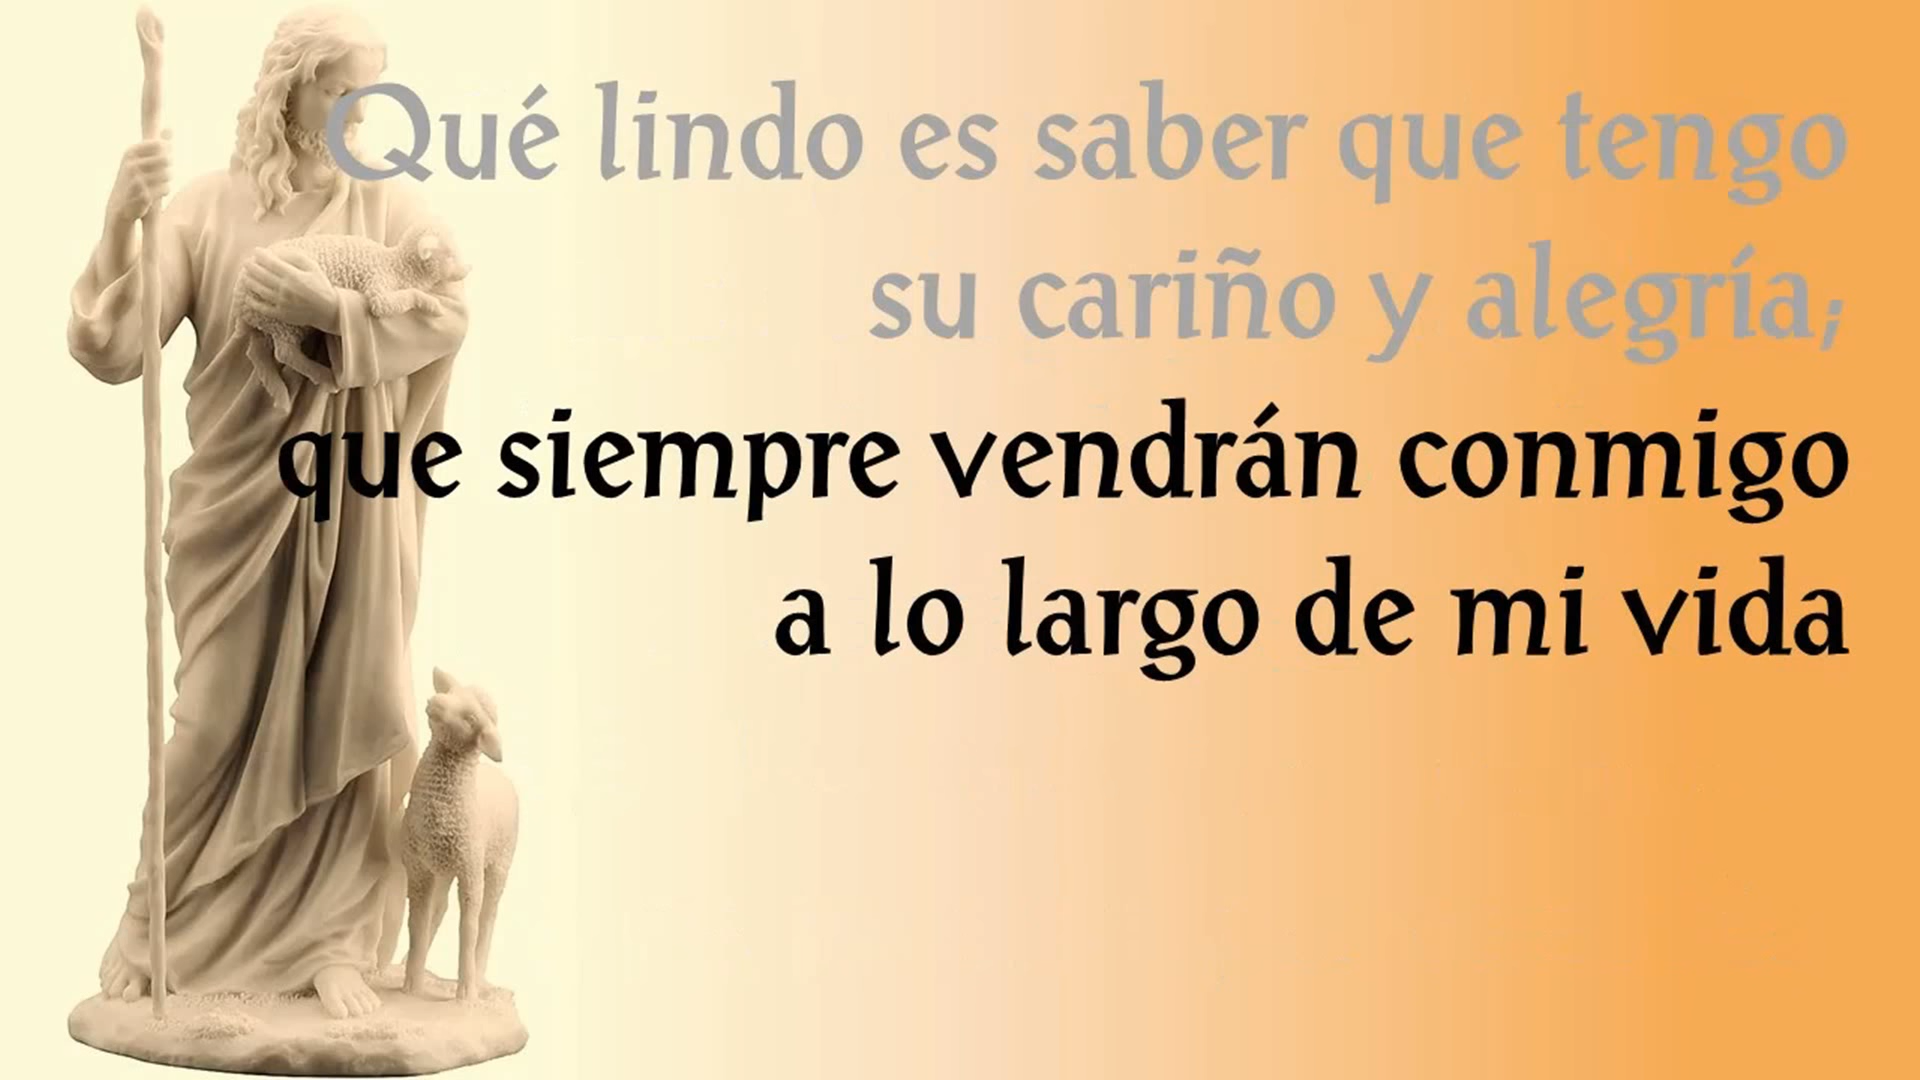 Qué lindo es saber que tengo
su cariño y alegría;
que siempre vendrán conmigo
a lo largo de mi vida